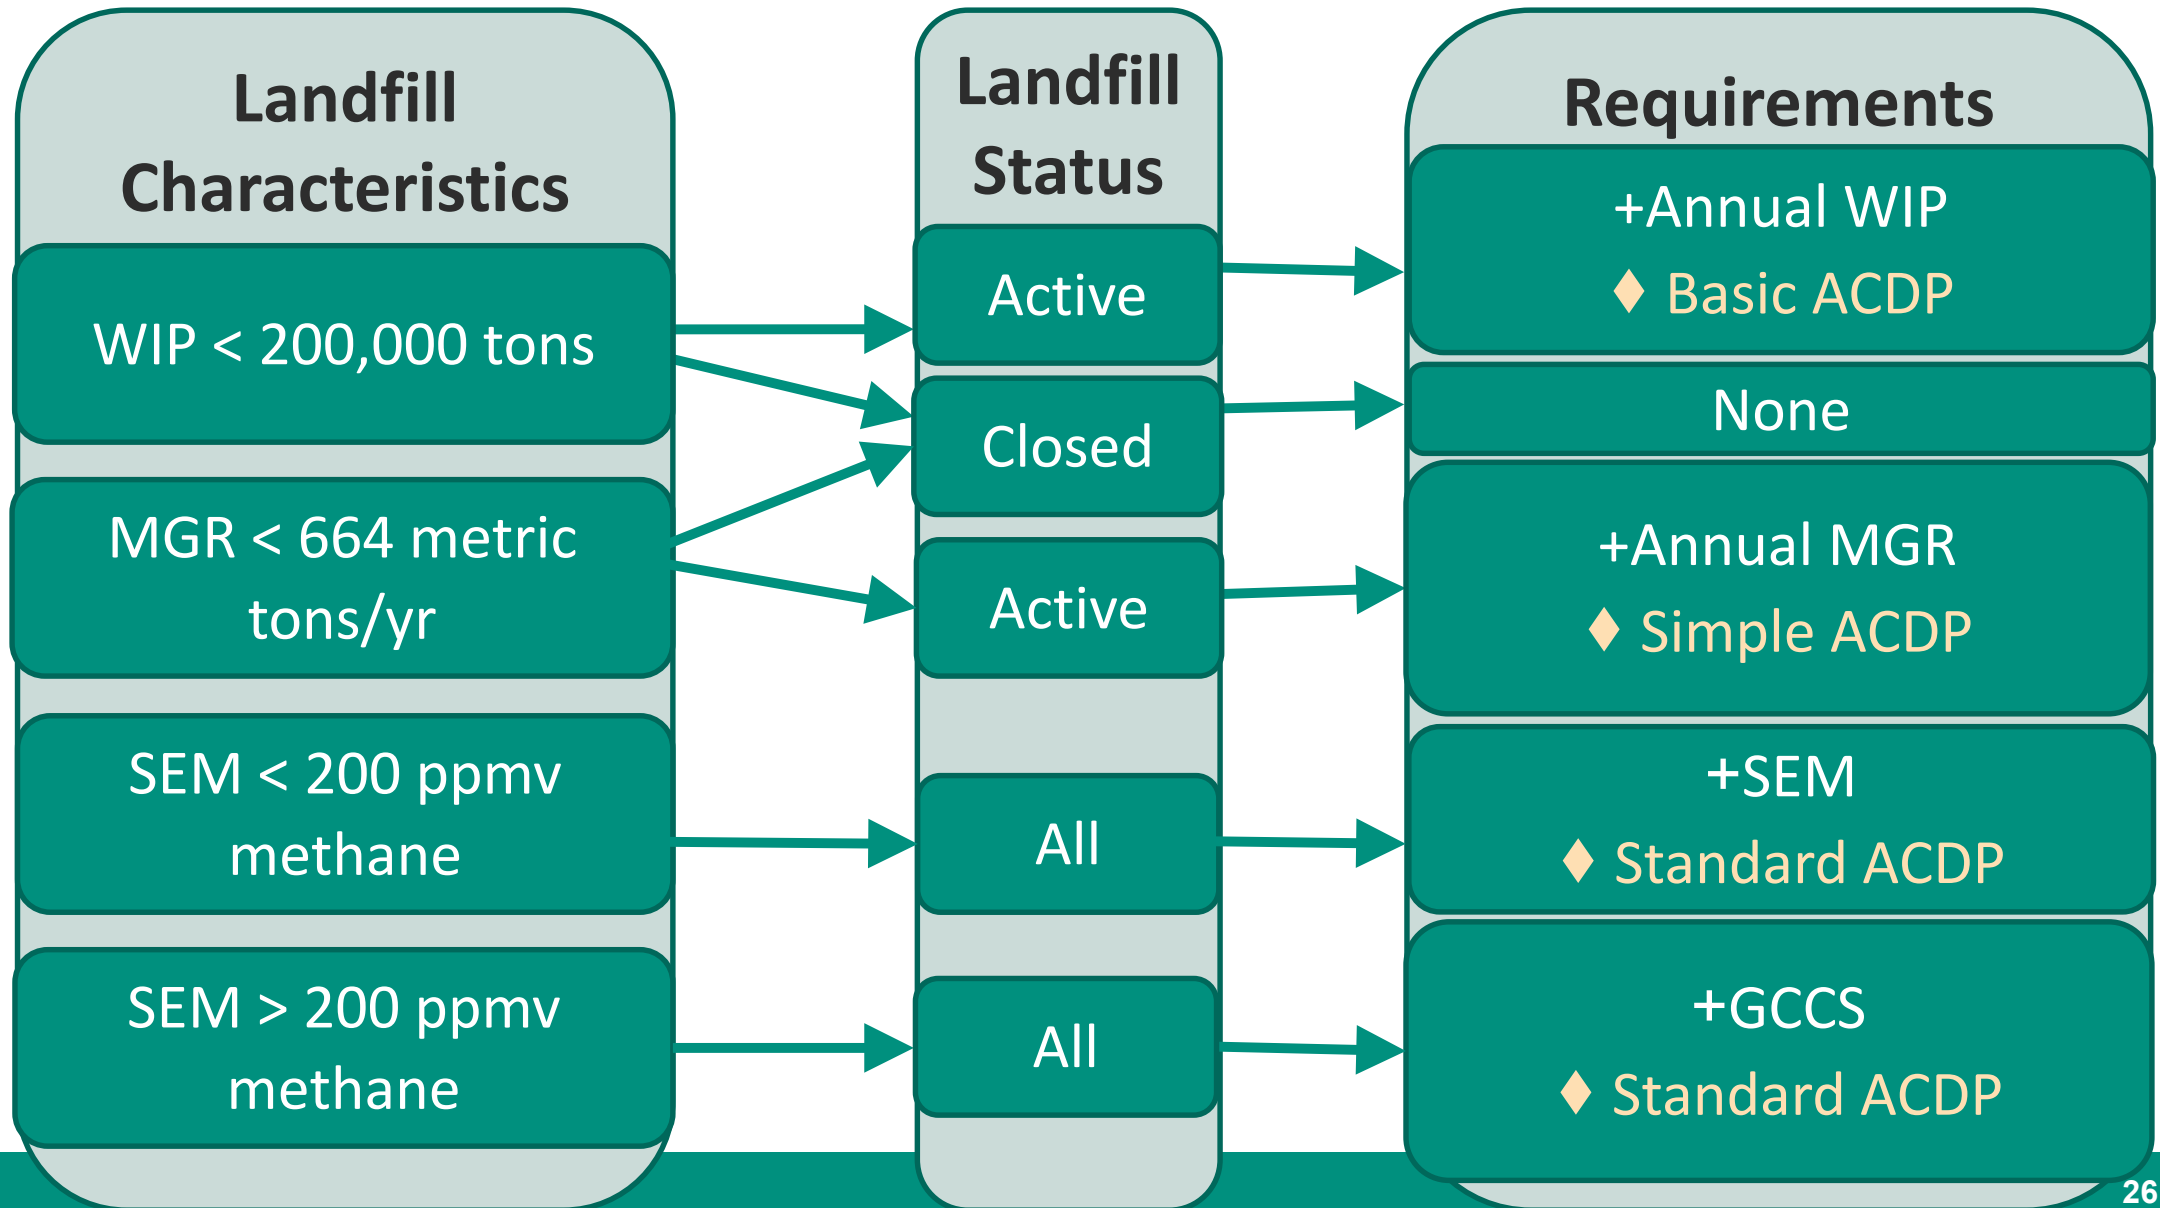 Landfill
Characteristics
WIP < 200,000 tons
MGR < 664 metric
tons/yr
SEM < 200 ppmv
methane
SEM > 200 ppmv
methane
Landfill
Status
Active
Closed
Active
All
All
Requirements
+Annual WIP
♦ Basic ACDP
None
+Annual MGR
♦ Simple ACDP
+SEM
♦ Standard ACDP
+GCCS
♦ Standard ACDP
26